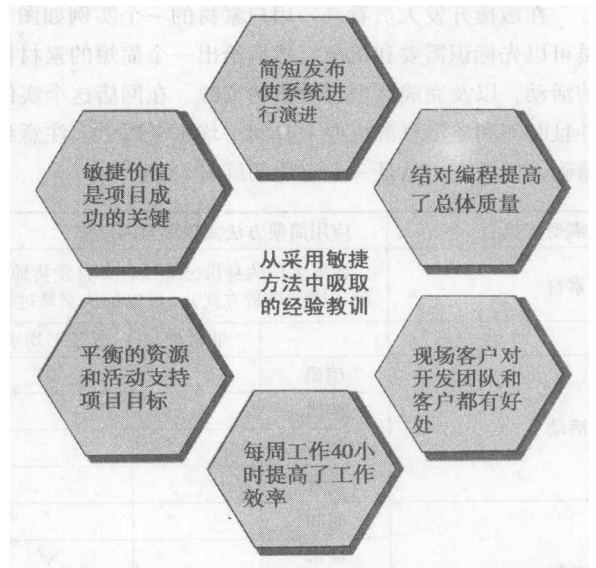 简短发布
使系统进
行演进
敏捷价值
是项目成
功的关键
结对编程提高
了总体质量
从采用敏捷
方法中吸取
的经验教训
平衡的资源
和活动支持
项目目标
现场客户对
开发团队和
客户都有好
处
每周工作40小
时提高了工作
效率